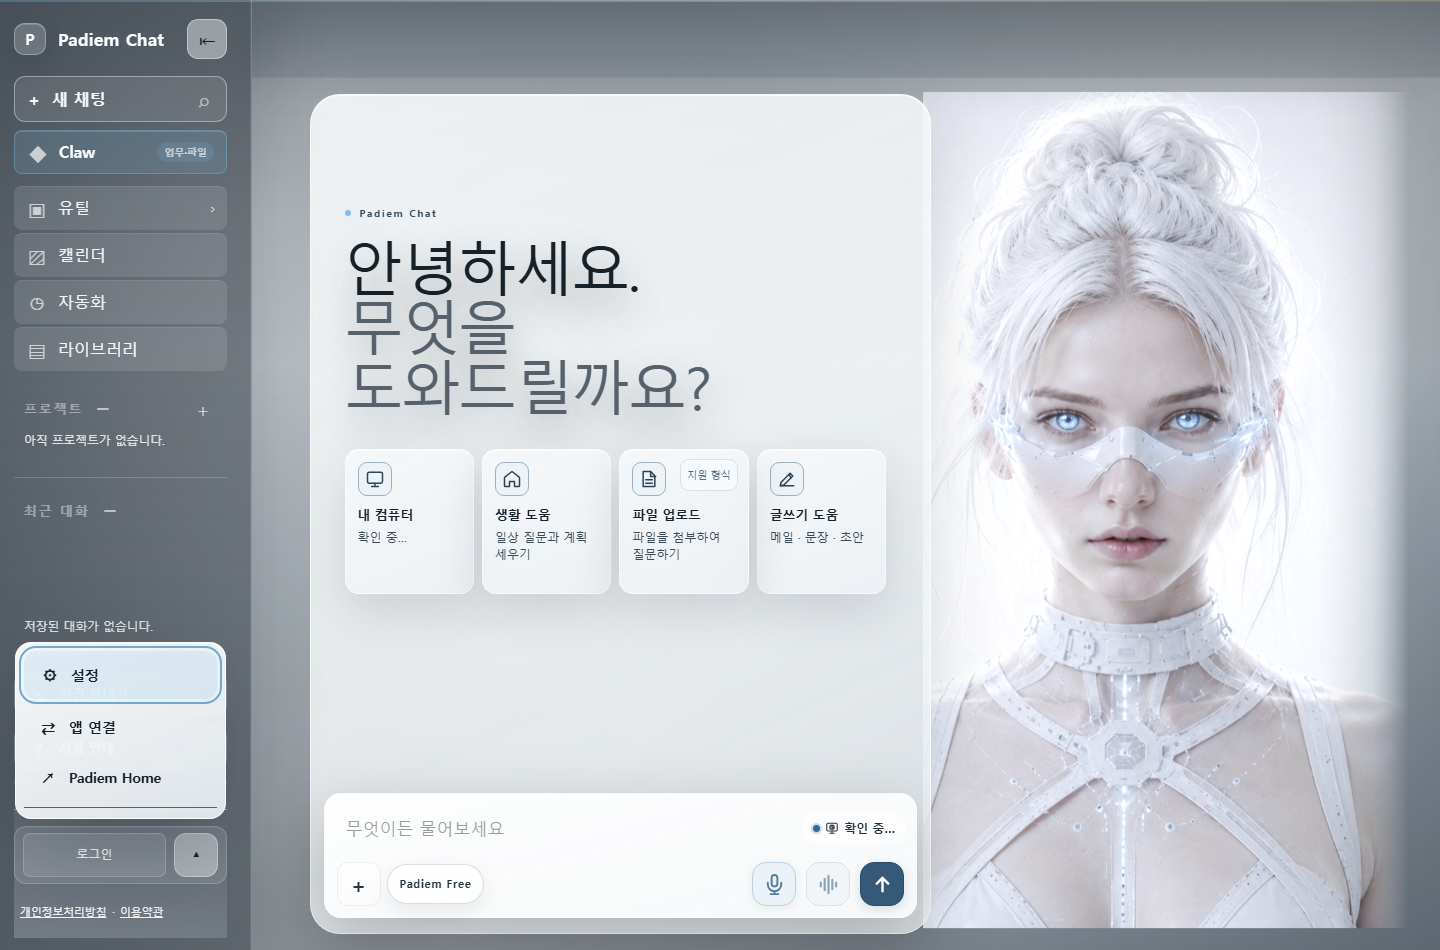 P Padiem Chat
+ 새 채팅
Claw 업무·파일
유틸
캘린더
자동화
라이브러리
프로젝트
아직 프로젝트가 없습니다.
최근 대화
저장된 대화가 없습니다.
설정
앱 연결
사용 안내
Padiem Home
로그인
개인정보처리방침 · 이용약관
Padiem Chat
안녕하세요.
무엇을
도와드릴까요?
내 컴퓨터
확인 중...
생활 도움
일상 질문과 계획
세우기
지원 형식
파일 업로드
파일을 첨부하여
질문하기
글쓰기 도움
메일 · 문장 · 초안
무엇이든 물어보세요
확인 중...
+ Padiem Free